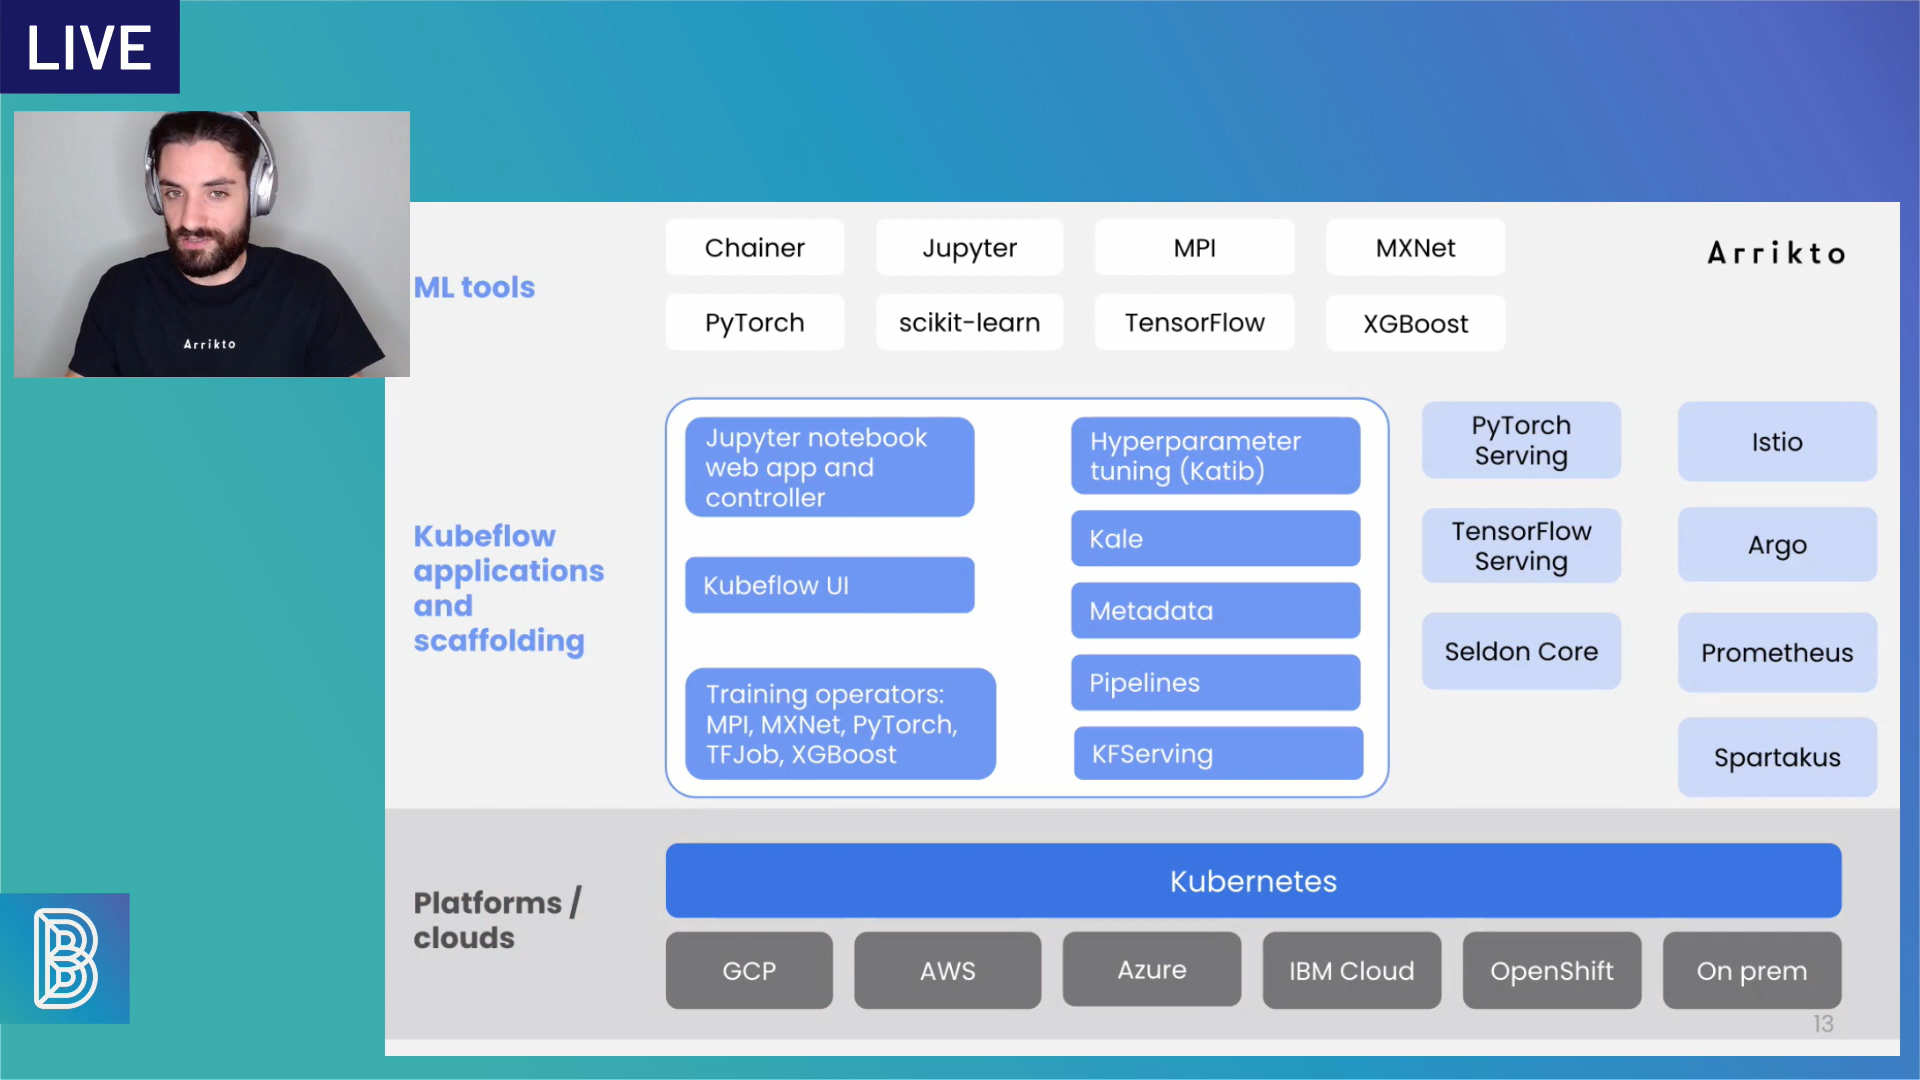 LIVE
Arrikto
Arrikto
ML tools
Chainer
Jupyter
MPI
MXNet
PyTorch
scikit-learn
TensorFlow
XGBoost
Kubeflow
applications
and
scaffolding
Jupyter notebook
web app and
controller
Kubeflow UI
Training operators:
MPI, MXNet, PyTorch,
TFJob, XGBoost
Hyperparameter
tuning (Katib)
Kale
Metadata
Pipelines
KFServing
PyTorch
Serving
TensorFlow
Serving
Seldon Core
Istio
Argo
Prometheus
Spartakus
Platforms /
clouds
Kubernetes
GCP
AWS
Azure
IBM Cloud
OpenShift
On prem
13
B